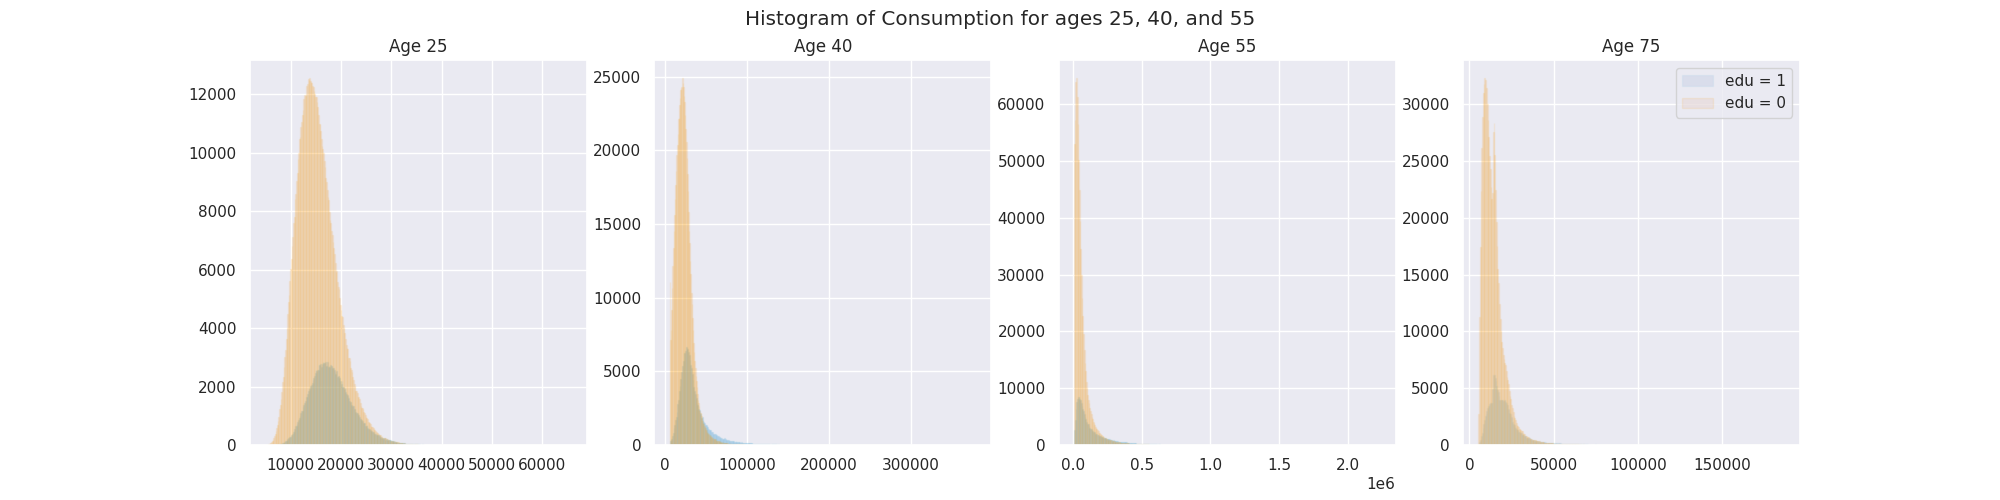 Histogram of Consumption for ages 25, 40, and 55
Age 25
12000
10000
8000
6000
4000
2000
0
10000 20000 30000 40000 50000 60000
Age 40
25000
20000
15000
10000
5000
0
0 100000 200000 300000
Age 55
60000
50000
40000
30000
20000
10000
0
0.0 0.5 1.0 1.5 2.0
1e6
Age 75
30000
25000
20000
15000
10000
5000
0
0 50000 100000 150000
edu = 1
edu = 0